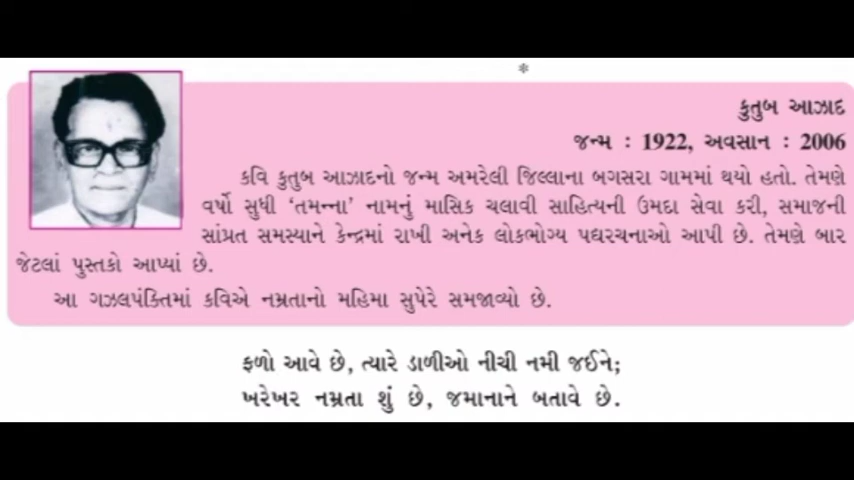 *
કુતુબ આઝાદ
જન્મ : 1922, અવસાન : 2006
કવિ કુતુબ આઝાદનો જન્મ અમરેલી જિલ્લાના બગસરા ગામમાં થયો હતો. તેમણે
વર્ષો સુધી ‘તમન્ના’ નામનું માસિક ચલાવી સાહિત્યની ઉમદા સેવા કરી, સમાજની
સાંપ્રત સમસ્યાને કેન્દ્રમાં રાખી અનેક લોકભોગ્ય પદ્યરચનાઓ આપી છે. તેમણે બાર
જેટલાં પુસ્તકો આપ્યાં છે.
આ ગઝલપંક્તિમાં કવિએ નમ્રતાનો મહિમા સુપેરે સમજાવ્યો છે.
ફળો આવે છે, ત્યારે ડાળીઓ નીચી નમી જઈને;
ખરેખર નમ્રતા શું છે, જમાનાને બતાવે છે.